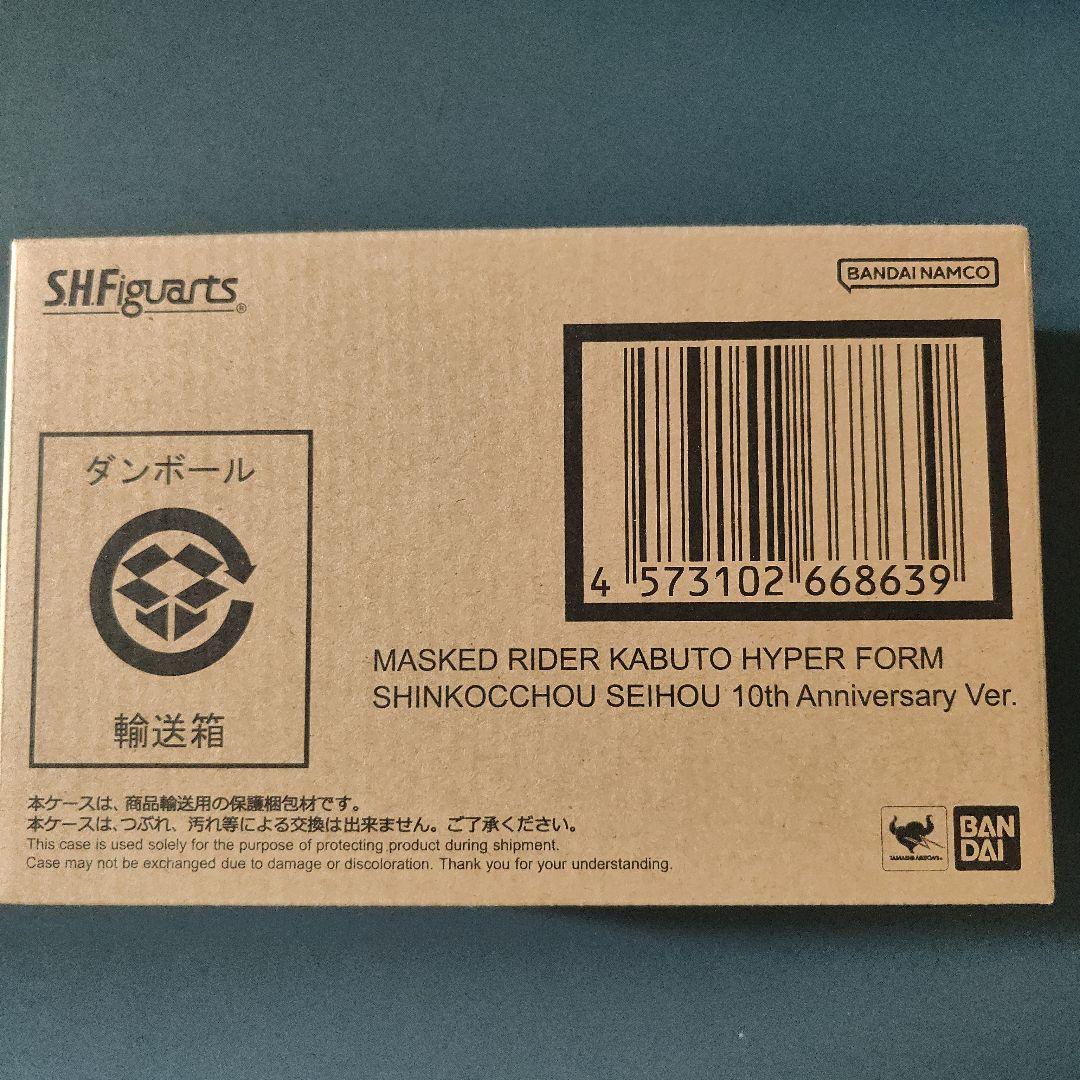 S.H.Figuarts®
BANDAI NAMCO
ダンボール
輸送箱
4 573102 668639
MASKED RIDER KABUTO HYPER FORM
SHINKOCCHOU SEIHOU 10th Anniversary Ver.
本ケースは、商品輸送用の保護梱包材です。
本ケースは、つぶれ、汚れ等による交換は出来ません。ご了承ください。
This case is used solely for the purpose of protecting product during shipment.
Case may not be exchanged due to damage or discoloration. Thank you for your understanding.
TAMASHII NATIONS
BAN
DAI